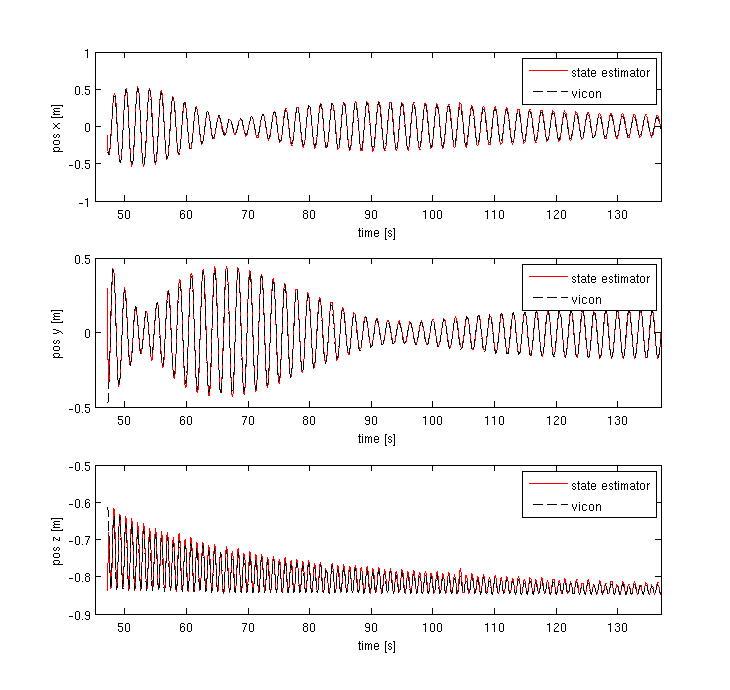 1
0.5
0
-0.5
-1
pos x [m]
state estimator
vicon
50 60 70 80 90 100 110 120 130
time [s]
0.5
0
-0.5
pos y [m]
state estimator
vicon
50 60 70 80 90 100 110 120 130
time [s]
-0.5
-0.6
-0.7
-0.8
-0.9
pos z [m]
state estimator
vicon
50 60 70 80 90 100 110 120 130
time [s]